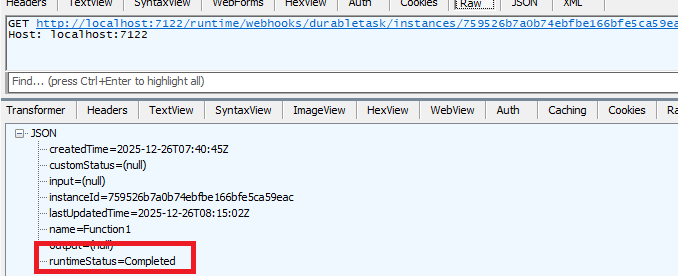 Headers TextView SyntaxView WebForms HexView Auth Cookies Raw JSON XML
GET http://localhost:7122/runtime/webhooks/durabletask/instances/759526b7a0b74ebfbe166bfe5ca59ea
Host: localhost:7122
Find... (press Ctrl+Enter to highlight all)
Transformer Headers TextView SyntaxView ImageView HexView WebView Auth Caching Cookies Ra
JSON
createdTime=2025-12-26T07:40:45Z
customStatus=(null)
input=(null)
instanceId=759526b7a0b74ebfbe166bfe5ca59eac
lastUpdatedTime=2025-12-26T08:15:02Z
name=Function1
output=(null)
runtimeStatus=Completed